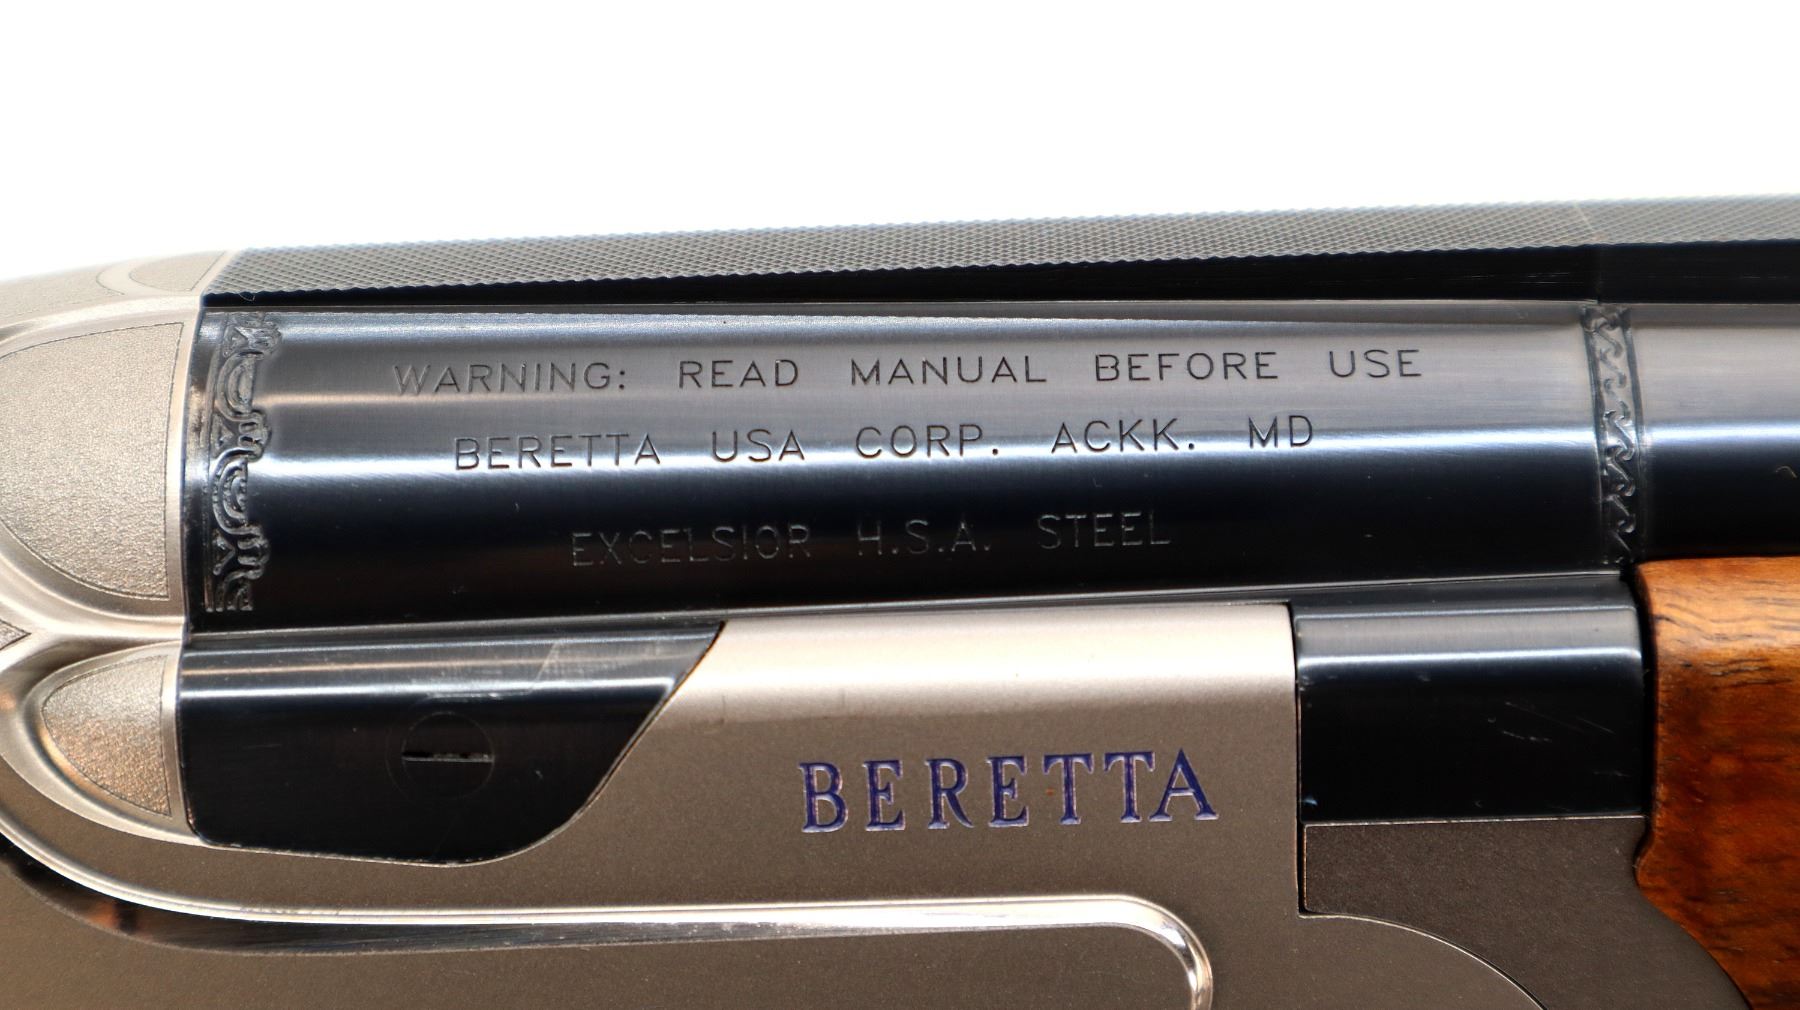 WARNING: READ MANUAL BEFORE USE
BERETTA USA CORP. ACKK. MD
EXCELSIOR H.S.A. STEEL
BERETTA